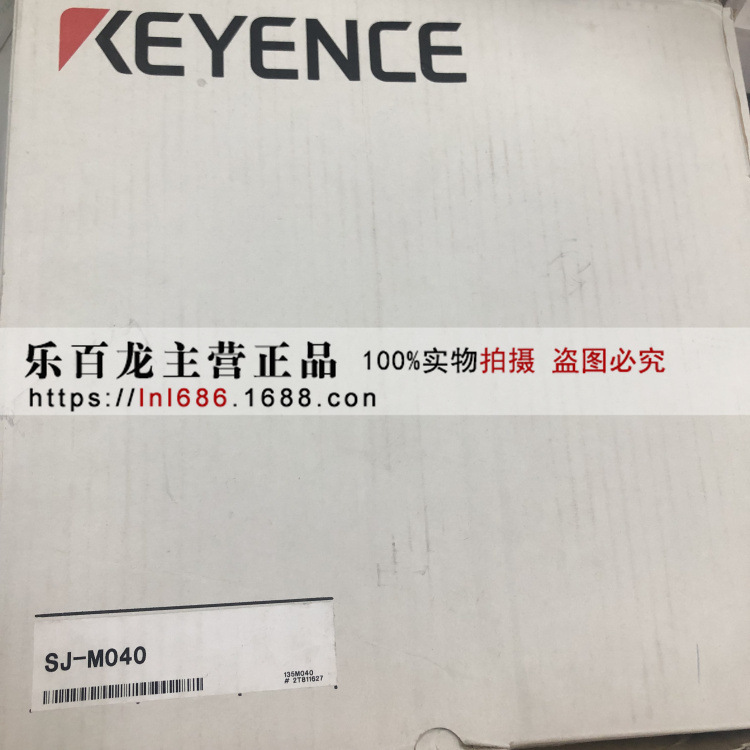 KEYENCE
乐百龙主营正品 100%实物拍摄 盗图必究
https://lnl686.1688.con
SJ-M040
135M040
# 2T811627